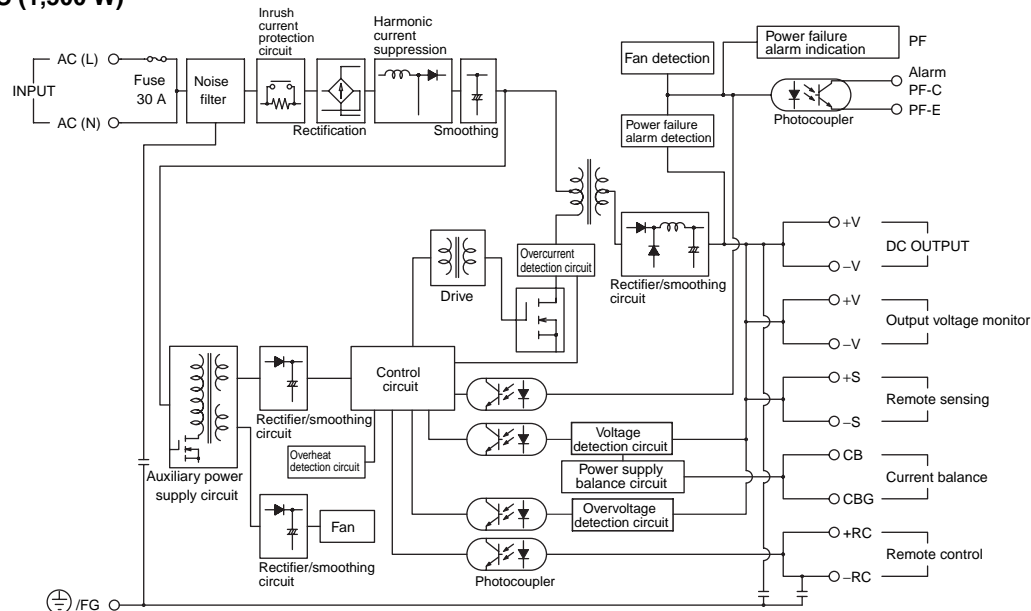 (1,500 W)
INPUT
AC (L)
AC (N)
Fuse
30 A
Noise
filter
Inrush
current
protection
circuit
Rectification
Harmonic
current
suppression
Smoothing
Fan detection
Power failure
alarm indication
PF
Alarm
PF-C
PF-E
Photocoupler
Power failure
alarm detection
Drive
Overcurrent
detection circuit
Rectifier/smoothing
circuit
+V
−V
DC OUTPUT
+V
−V
Output voltage monitor
+S
−S
Remote sensing
CB
CBG
Current balance
+RC
−RC
Remote control
Auxiliary power
supply circuit
Rectifier/smoothing
circuit
Control
circuit
Overheat
detection circuit
Voltage
detection circuit
Power supply
balance circuit
Overvoltage
detection circuit
Photocoupler
Rectifier/smoothing
circuit
Fan
/FG